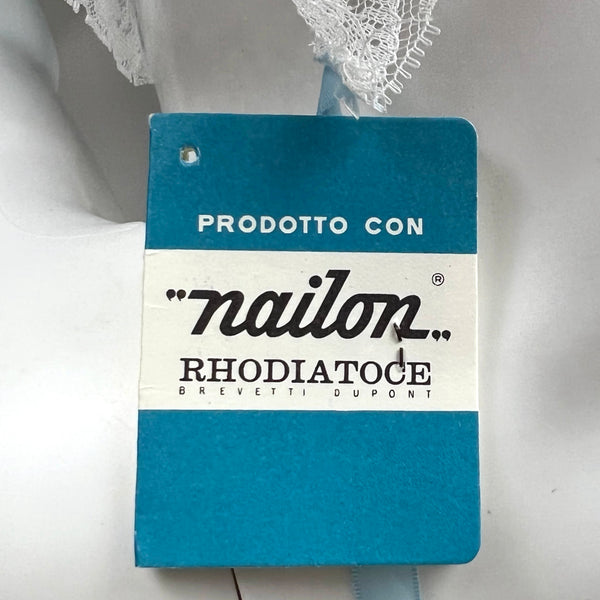 PRODOTTO CON
"nailon" ®
RHODIATOCE
BREVETTI DUPONT